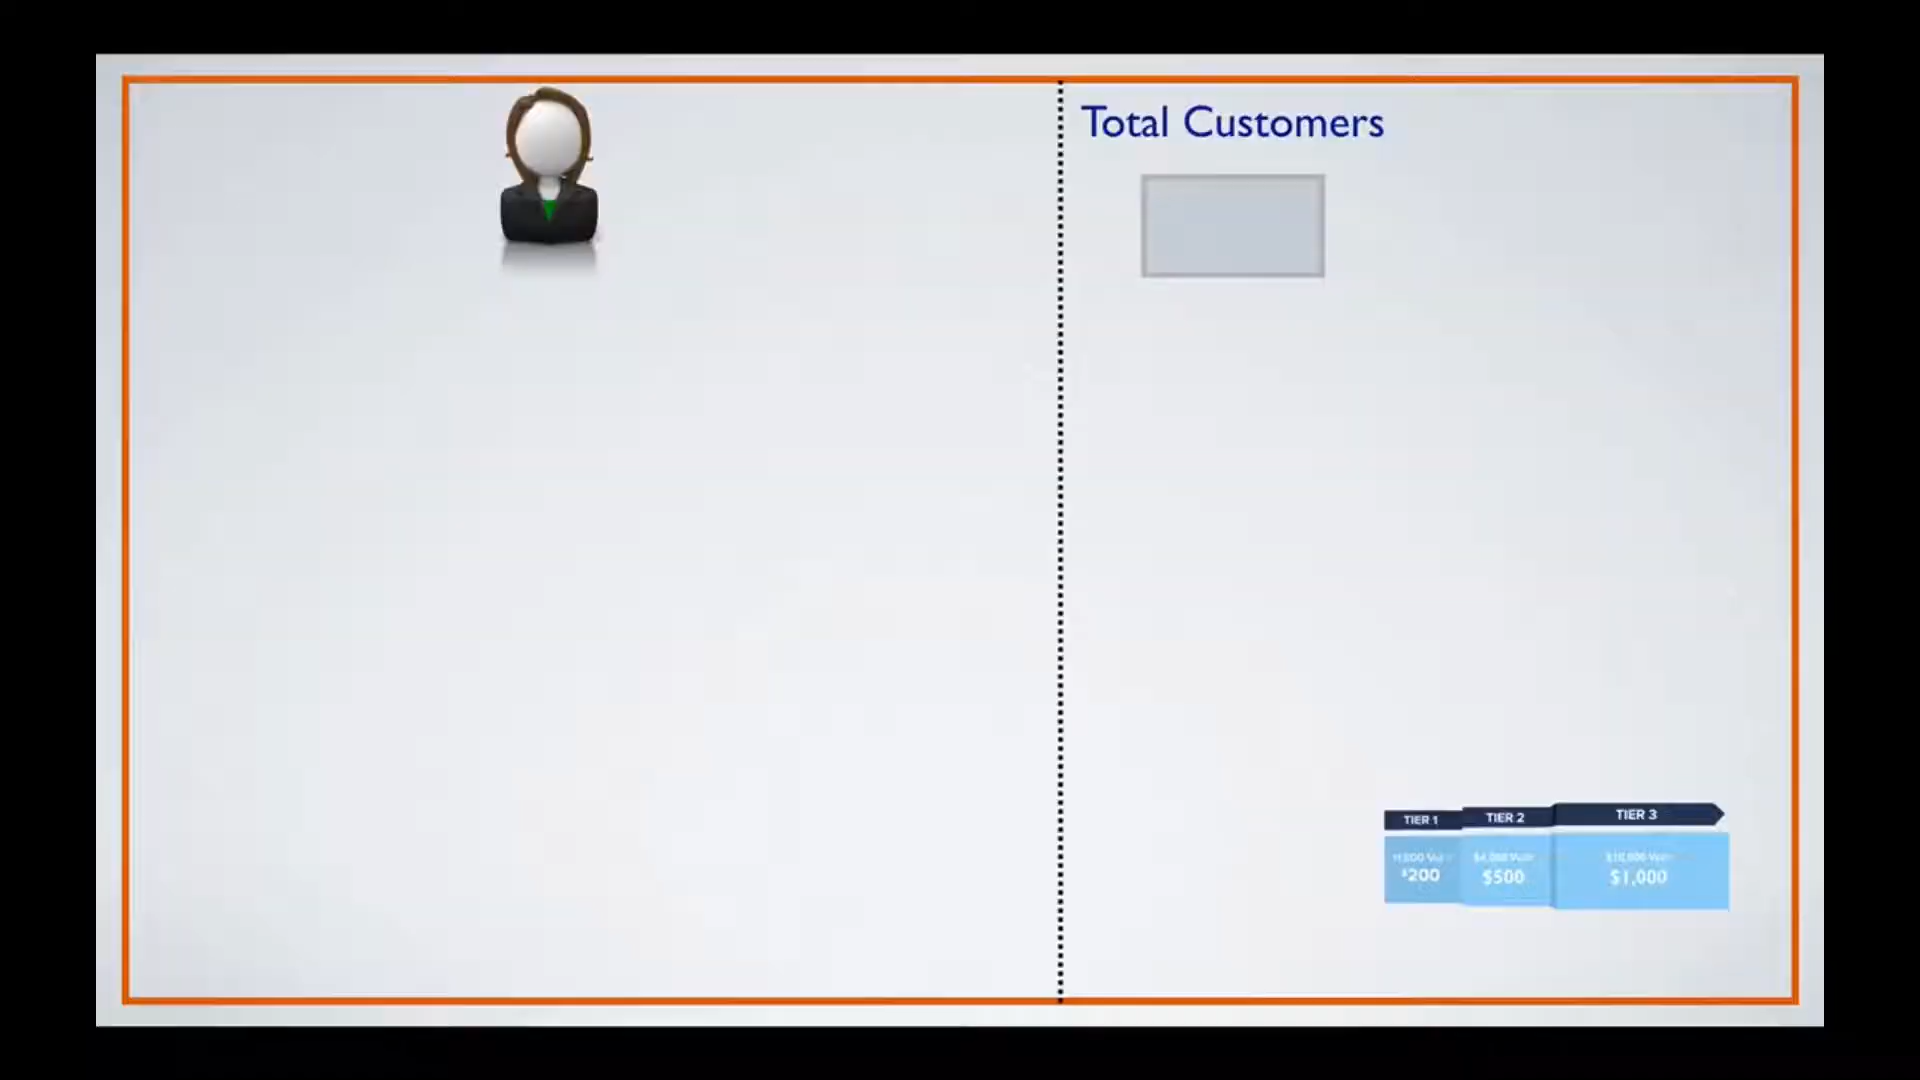 Total Customers
TIER 1
TIER 2
TIER 3
$200
$500
$1,000